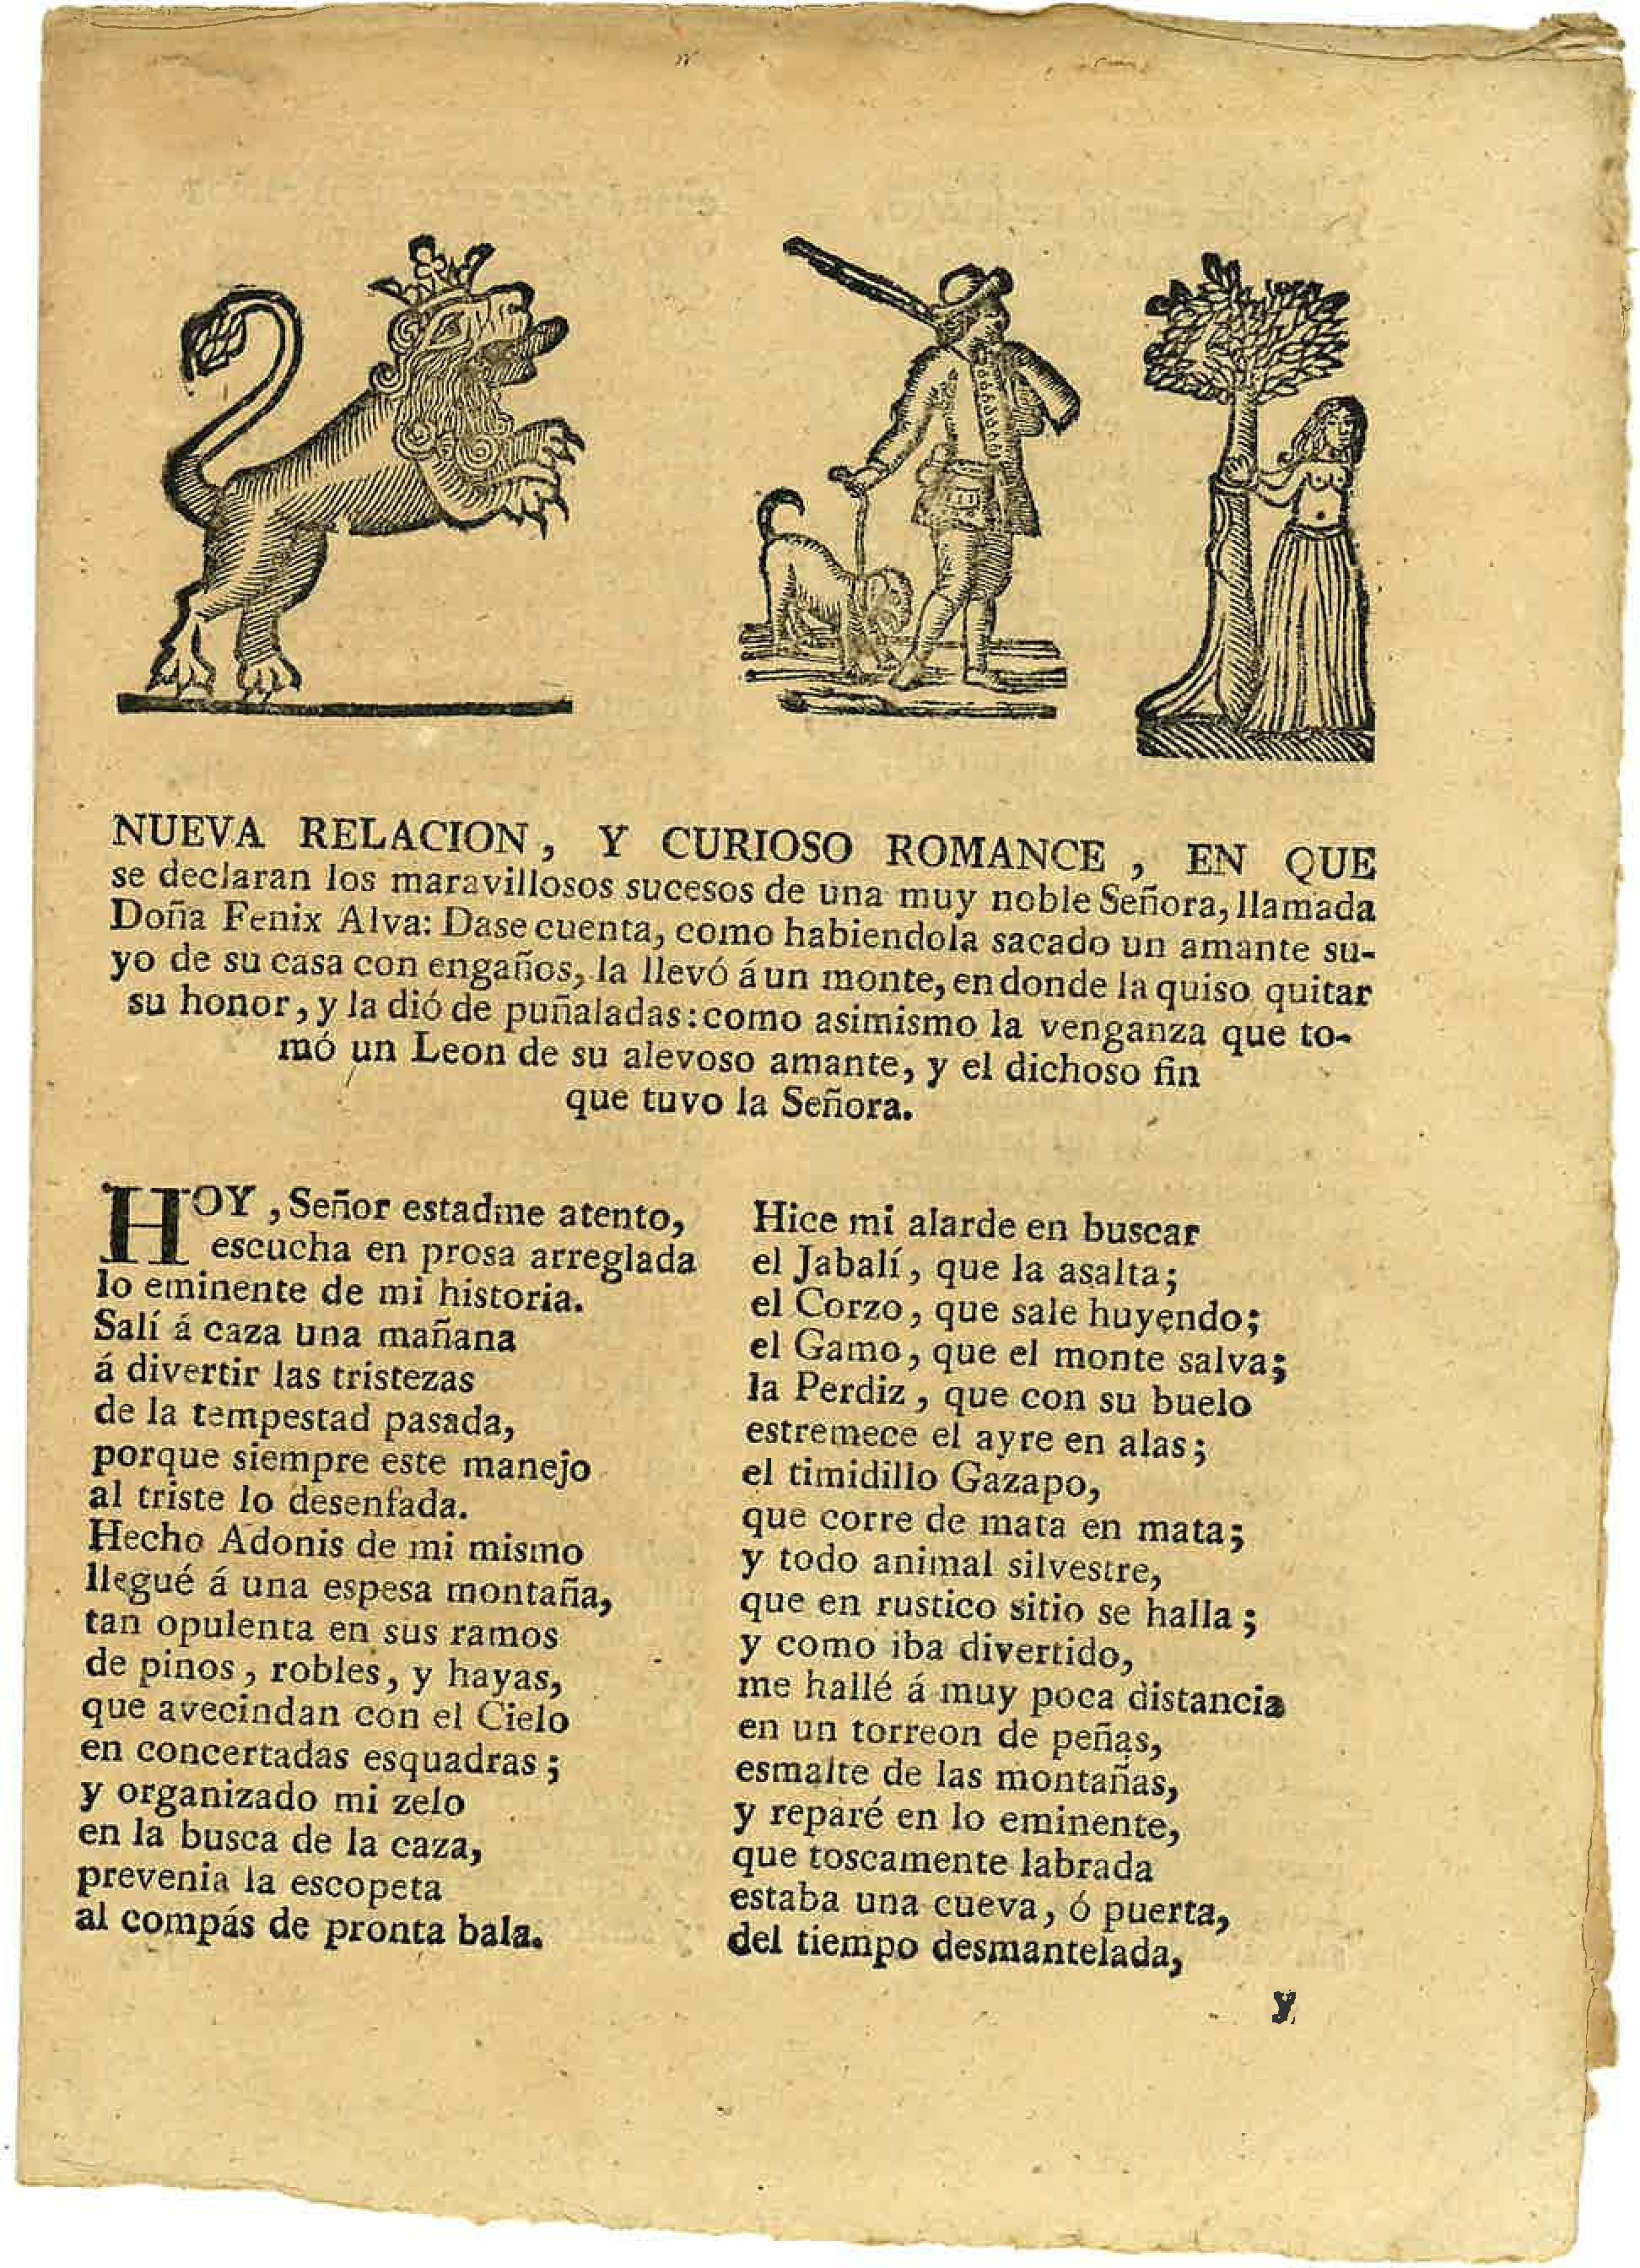 NUEVA RELACION, Y CURIOSO ROMANCE, EN QUE
se declaran los maravillosos sucesos de una muy noble Señora, llamada
Doña Fenix Alva: Dase cuenta, como habiendola sacado un amante su-
yo de su casa con engaños, la llevó á un monte, en donde la quiso quitar
su honor, y la dió de puñaladas: como asimismo la venganza que to-
mó un Leon de su alevoso amante, y el dichoso fin
que tuvo la Señora.
HOY, Señor estadme atento,
escucha en prosa arreglada
lo eminente de mi historia.
Salí á caza una mañana
á divertir las tristezas
de la tempestad pasada,
porque siempre este manejo
al triste lo desenfada.
Hecho Adonis de mi mismo
llegué á una espesa montaña,
tan opulenta en sus ramos
de pinos, robles, y hayas,
que avecindan con el Cielo
en concertadas esquadras;
y organizado mi zelo
en la busca de la caza,
prevenia la escopeta
al compás de pronta bala.
Hice mi alarde en buscar
el Jabalí, que la asalta;
el Corzo, que sale huyendo;
el Gamo, que el monte salva;
la Perdiz, que con su buelo
estremece el ayre en alas;
el timidillo Gazapo,
que corre de mata en mata;
y todo animal silvestre,
que en rustico sitio se halla;
y como iba divertido,
me hallé á muy poca distancia
en un torreon de peñas,
esmalte de las montañas,
y reparé en lo eminente,
que toscamente labrada
estaba una cueva, ó puerta,
del tiempo desmantelada,
y